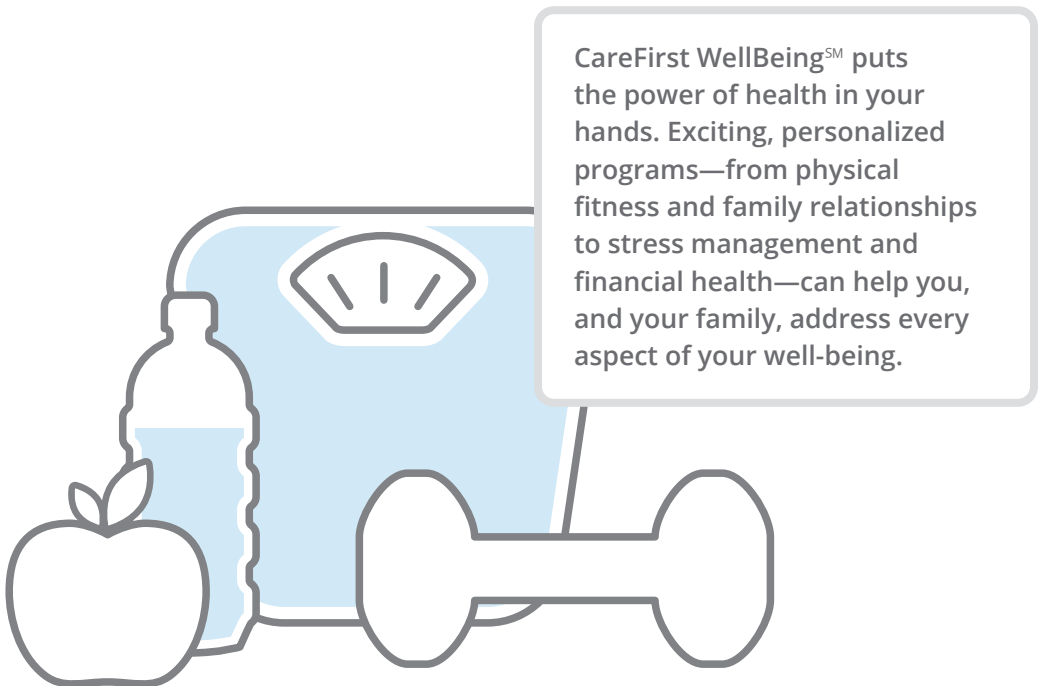 CareFirst WellBeing℠ puts
the power of health in your
hands. Exciting, personalized
programs—from physical
fitness and family relationships
to stress management and
financial health—can help you,
and your family, address every
aspect of your well-being.